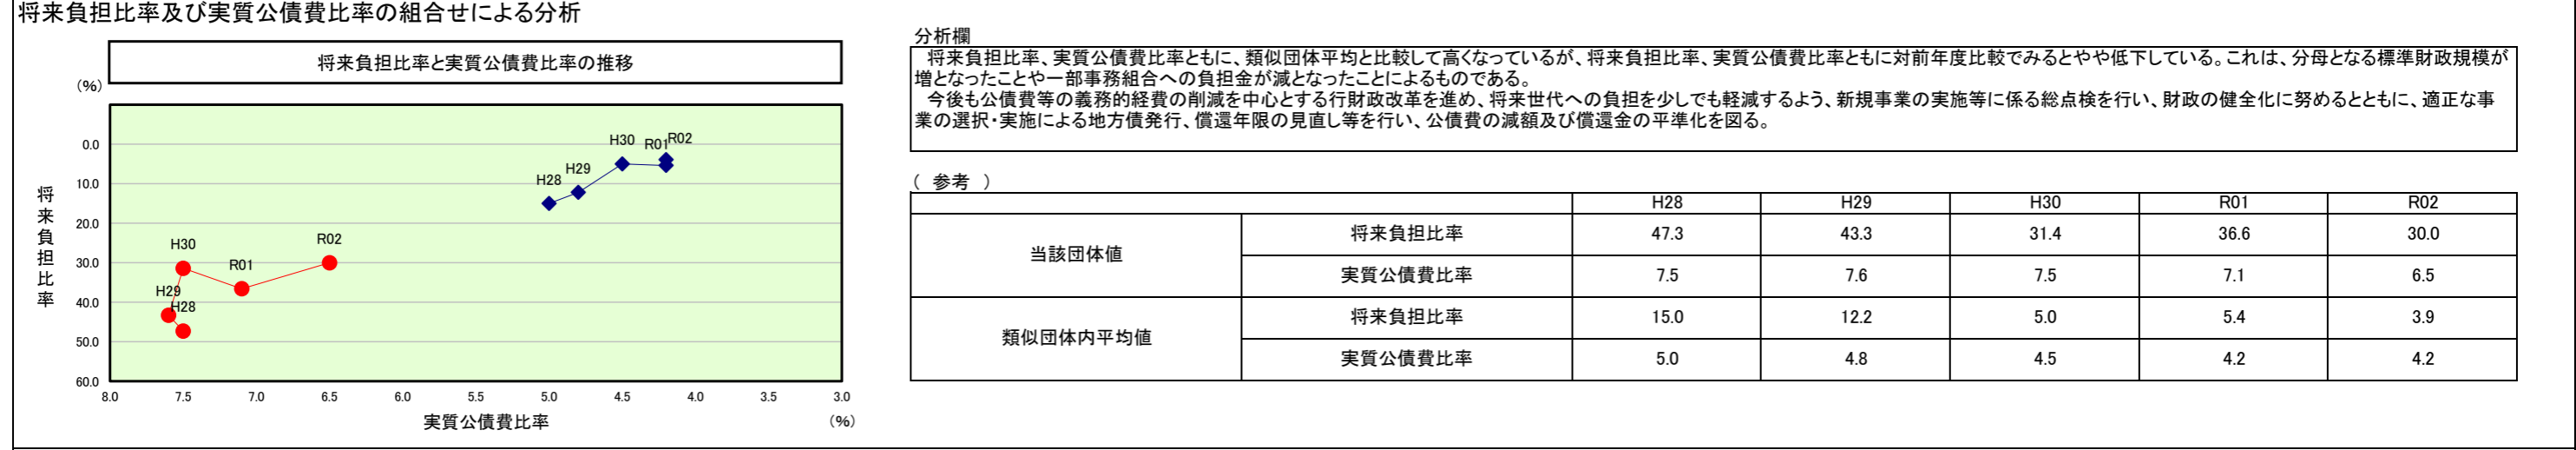 将来負担比率及び実質公債費比率の組合せによる分析
将来負担比率と実質公債費比率の推移
(%)
0.0
10.0
20.0
30.0
40.0
50.0
60.0
将来負担比率
H28
H29
H30
R01
R02
H28
H29
H30
R01
R02
8.0 7.5 7.0 6.5 6.0 5.5 5.0 4.5 4.0 3.5 3.0
実質公債費比率
(%)
分析欄
将来負担比率、実質公債費比率ともに、類似団体平均と比較して高くなっているが、将来負担比率、実質公債費比率ともに対前年度比較でみるとやや低下している。これは、分母となる標準財政規模が
増となったことや一部事務組合への負担金が減となったことによるものである。
今後も公債費等の義務的経費の削減を中心とする行財政改革を進め、将来世代への負担を少しでも軽減するよう、新規事業の実施等に係る総点検を行い、財政の健全化に努めるとともに、適正な事
業の選択・実施による地方債発行、償還年限の見直し等を行い、公債費の減額及び償還金の平準化を図る。
( 参考 )
H28 H29 H30 R01 R02
当該団体値
将来負担比率 47.3 43.3 31.4 36.6 30.0
実質公債費比率 7.5 7.6 7.5 7.1 6.5
類似団体内平均値
将来負担比率 15.0 12.2 5.0 5.4 3.9
実質公債費比率 5.0 4.8 4.5 4.2 4.2